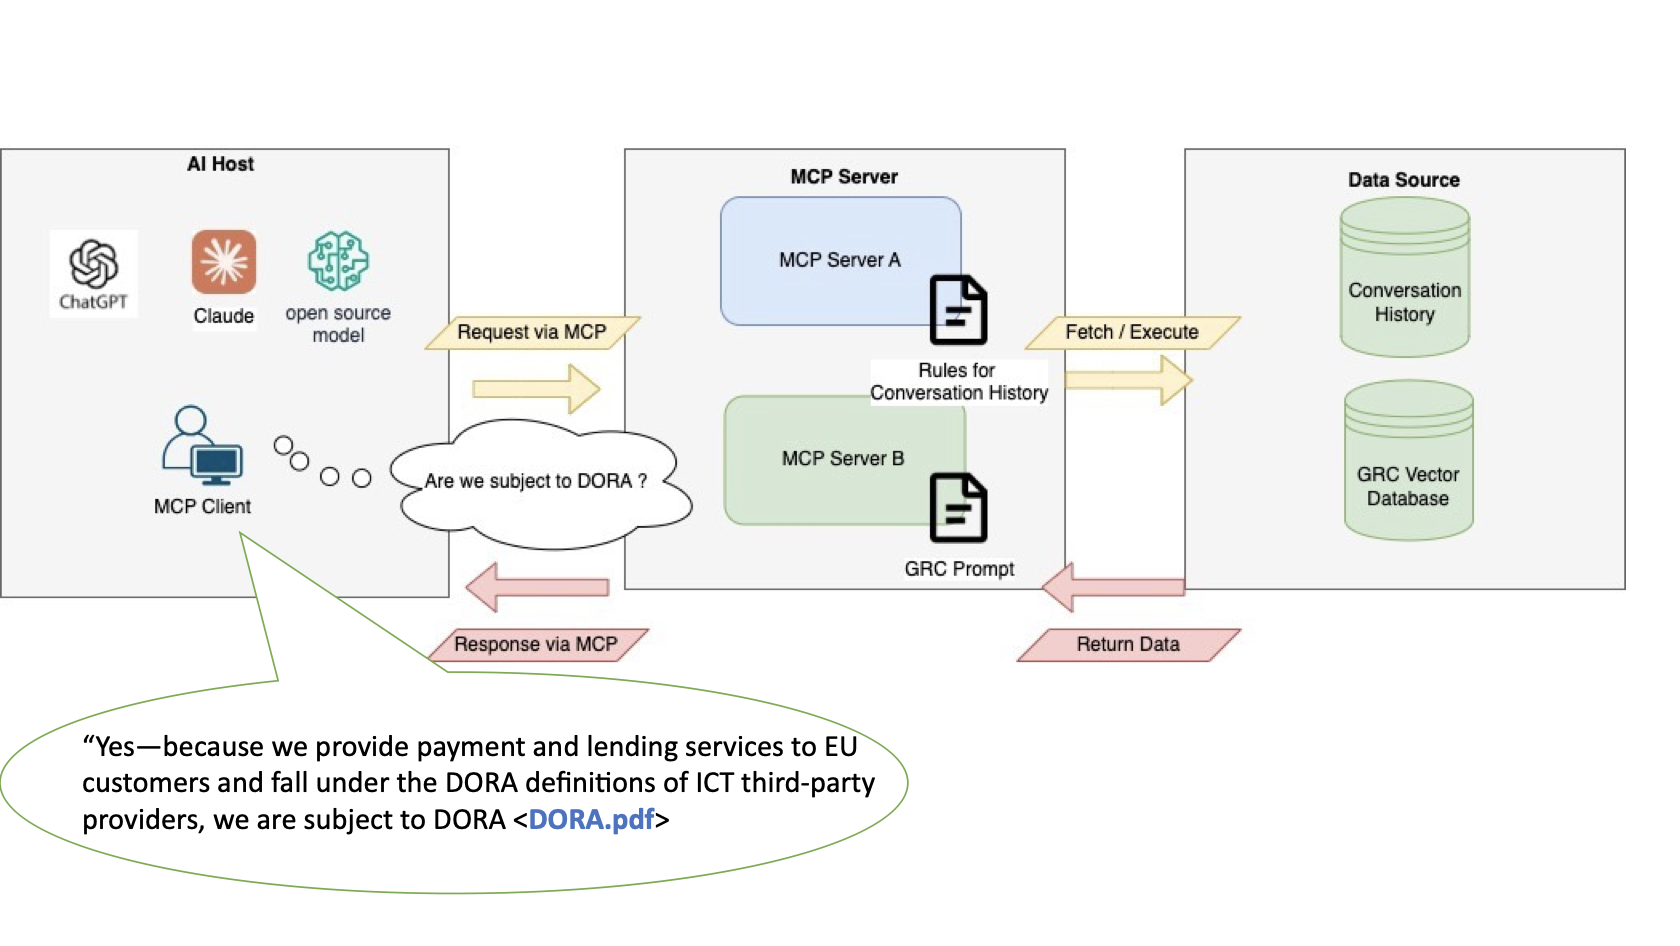 AI Host
ChatGPT
Claude
open source
model
MCP Client
Request via MCP
Are we subject to DORA ?
Response via MCP
MCP Server
MCP Server A
Rules for
Conversation History
MCP Server B
GRC Prompt
Fetch / Execute
Return Data
Data Source
Conversation
History
GRC Vector
Database
“Yes—because we provide payment and lending services to EU
customers and fall under the DORA definitions of ICT third-party
providers, we are subject to DORA <DORA.pdf>